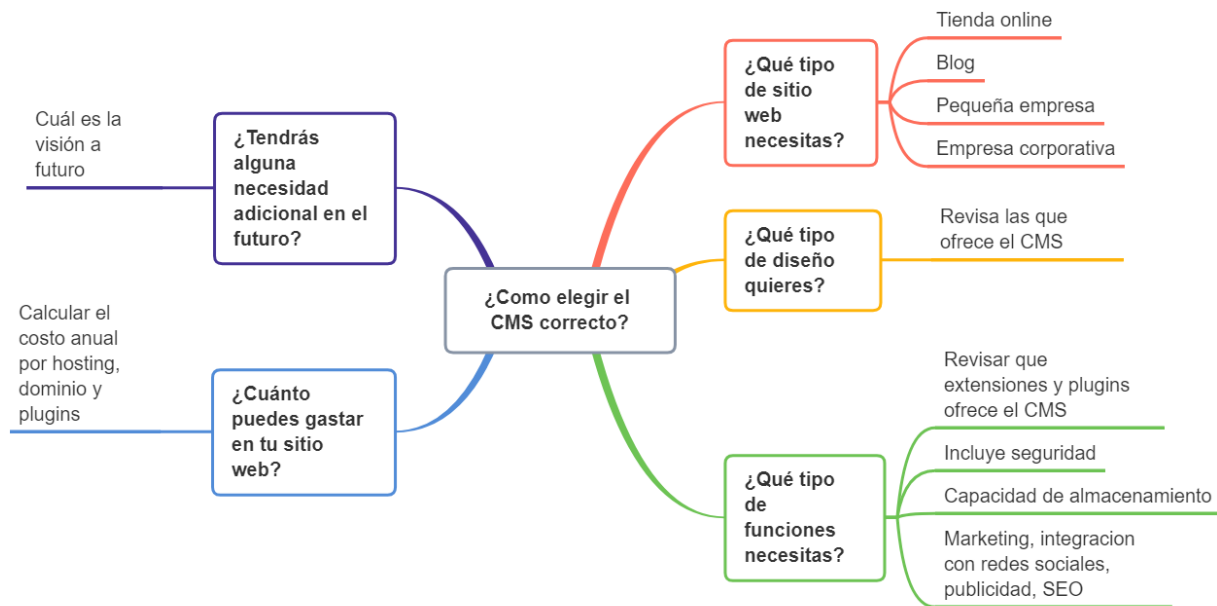 ¿Como elegir el
CMS correcto?
¿Qué tipo
de sitio
web
necesitas?
Tienda online
Blog
Pequeña empresa
Empresa corporativa
¿Qué tipo
de diseño
quieres?
Revisa las que
ofrece el CMS
¿Qué tipo
de
funciones
necesitas?
Revisar que
extensiones y plugins
ofrece el CMS
Incluye seguridad
Capacidad de almacenamiento
Marketing, integracion
con redes sociales,
publicidad, SEO
¿Cuánto
puedes gastar
en tu sitio
web?
Calcular el
costo anual
por hosting,
dominio y
plugins
¿Tendrás
alguna
necesidad
adicional en el
futuro?
Cuál es la
visión a
futuro